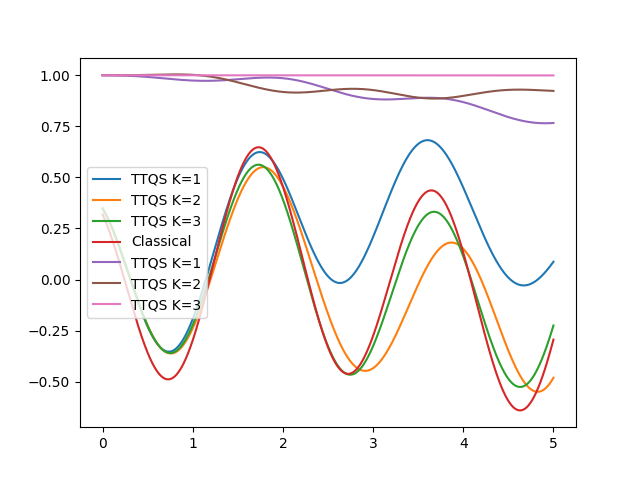 1.00
0.75
0.50
0.25
0.00
−0.25
−0.50
TTQS K=1
TTQS K=2
TTQS K=3
Classical
TTQS K=1
TTQS K=2
TTQS K=3
0 1 2 3 4 5